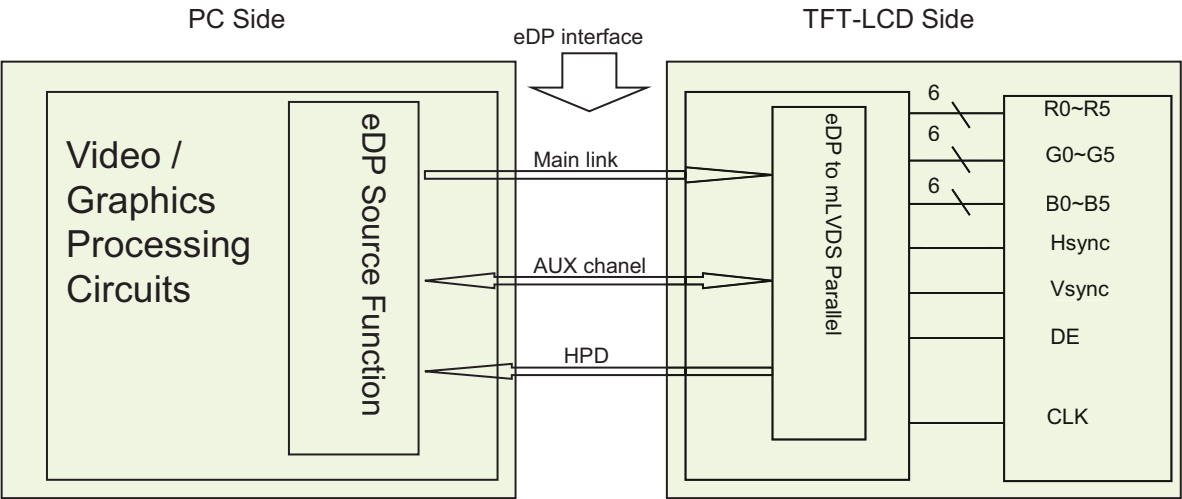 PC Side
TFT-LCD Side
eDP interface
Video /
Graphics
Processing
Circuits
eDP Source Function
Main link
AUX chanel
HPD
eDP to mLVDS Parallel
6
R0~R5
6
G0~G5
6
B0~B5
Hsync
Vsync
DE
CLK